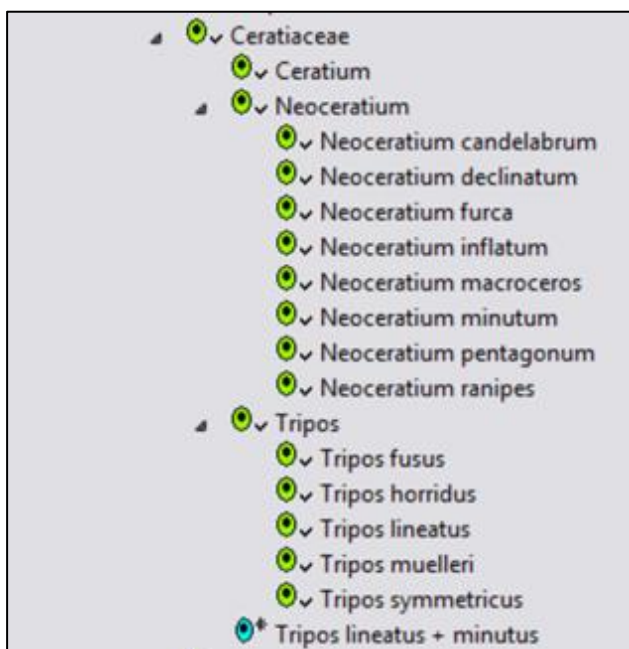 Ceratiaceae
Ceratium
Neoceratium
Neoceratium candelabrum
Neoceratium declinatum
Neoceratium furca
Neoceratium inflatum
Neoceratium macroceros
Neoceratium minutum
Neoceratium pentagonum
Neoceratium ranipes
Tripos
Tripos fusus
Tripos horridus
Tripos lineatus
Tripos muelleri
Tripos symmetricus
Tripos lineatus + minutus